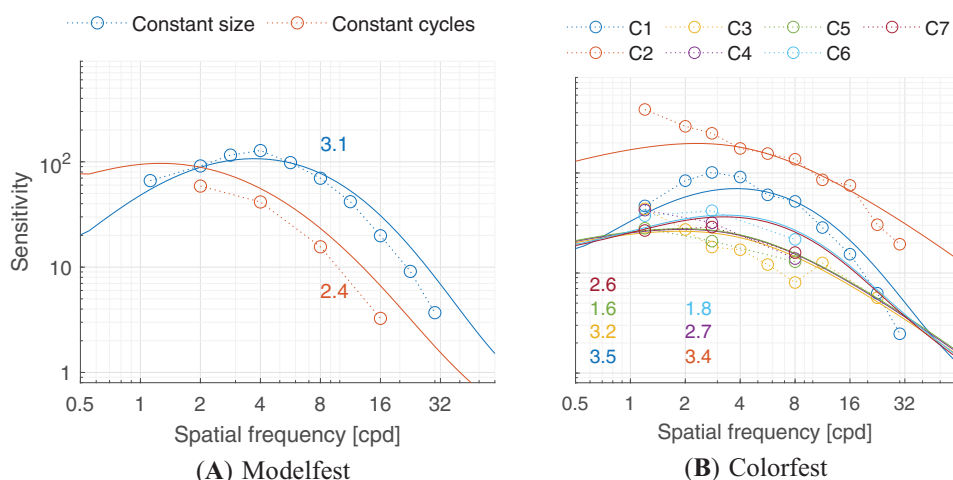 Constant size Constant cycles
Sensitivity
10²
10
1
3.1
2.4
0.5 1 2 4 8 16 32
Spatial frequency [cpd]
(A) Modelfest
C1 C3 C5 C7
C2 C4 C6
2.6
1.6 1.8
3.2 2.7
3.5 3.4
0.5 1 2 4 8 16 32
Spatial frequency [cpd]
(B) Colorfest